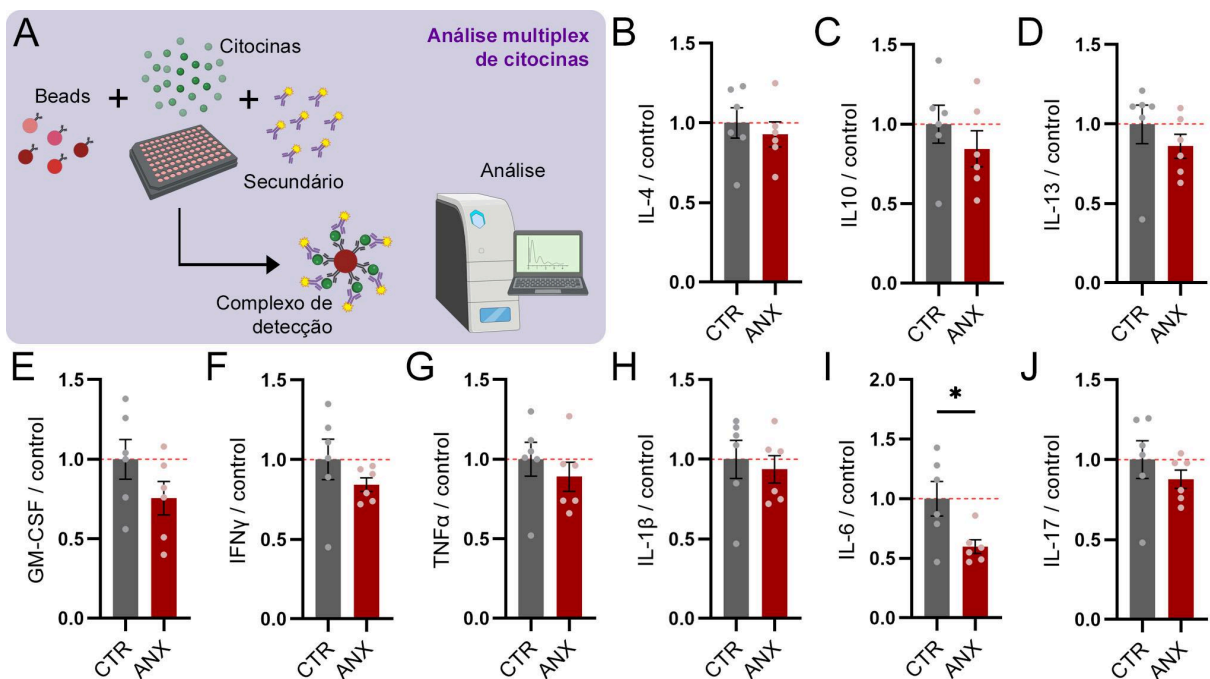 A
Análise multiplex
de citocinas
Citocinas
Beads
+
+
Secundário
Análise
Complexo de
detecção
B
IL-4 / control
1.5
1.0
0.5
0.0
CTR
ANX
C
IL10 / control
1.5
1.0
0.5
0.0
CTR
ANX
D
IL-13 / control
1.5
1.0
0.5
0.0
CTR
ANX
E
GM-CSF / control
1.5
1.0
0.5
0.0
CTR
ANX
F
IFNγ / control
1.5
1.0
0.5
0.0
CTR
ANX
G
TNFα / control
1.5
1.0
0.5
0.0
CTR
ANX
H
IL-1β / control
1.5
1.0
0.5
0.0
CTR
ANX
I
IL-6 / control
2.0
1.5
1.0
0.5
0.0
*
CTR
ANX
J
IL-17 / control
1.5
1.0
0.5
0.0
CTR
ANX